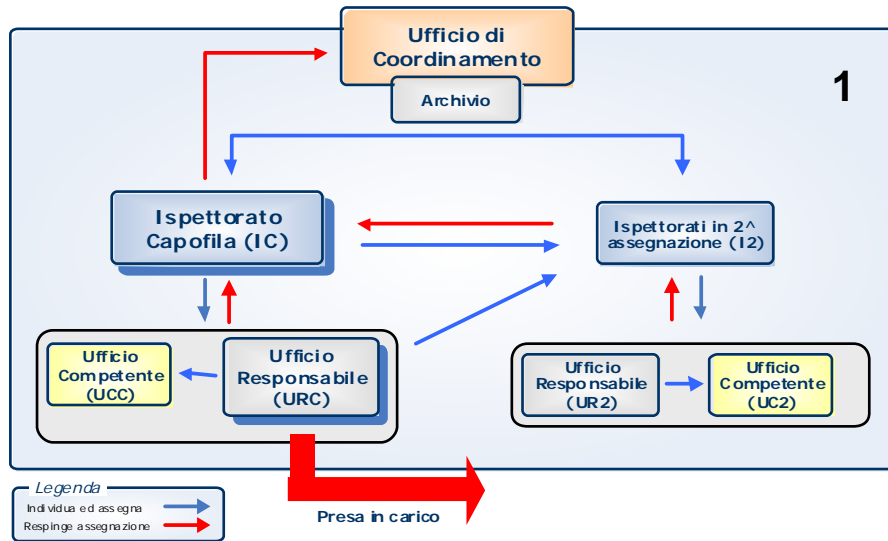 Ufficio di
Coordinamento
Archivio
1
Ispettorato
Capofila (IC)
Ispettorati in 2^
assegnazione (I2)
Ufficio
Competente
(UCC)
Ufficio
Responsabile
(URC)
Ufficio
Responsabile
(UR2)
Ufficio
Competente
(UC2)
Presa in carico
Legenda
Individua ed assegna
Respinge assegnazione